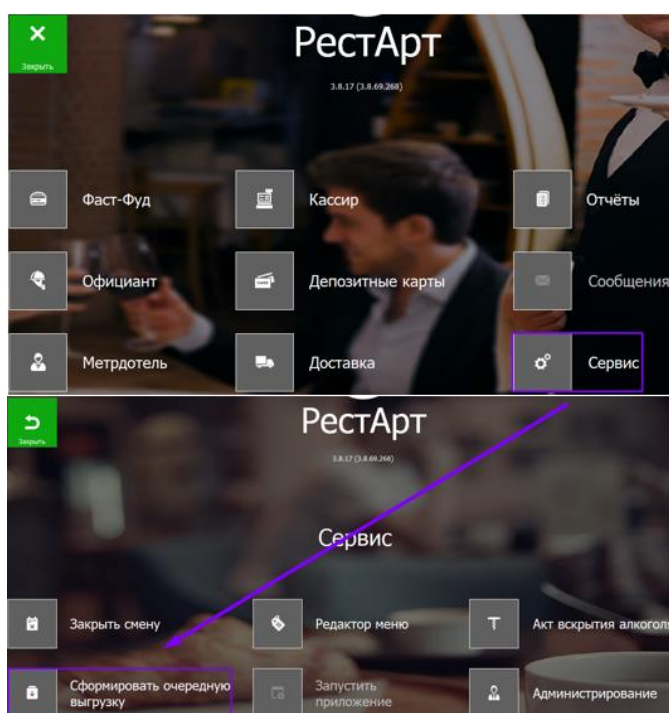 РестАрт
Закрыть
3.8.17 (3.8.69.268)
Фаст-Фуд
Кассир
Отчёты
Официант
Депозитные карты
Сообщения
Метрдотель
Доставка
Сервис
РестАрт
Закрыть
3.8.17 (3.8.69.268)
Сервис
Закрыть смену
Редактор меню
Акт вскрытия алкоголя
Сформировать очередную
выгрузку
Запустить
приложение
Администрирование